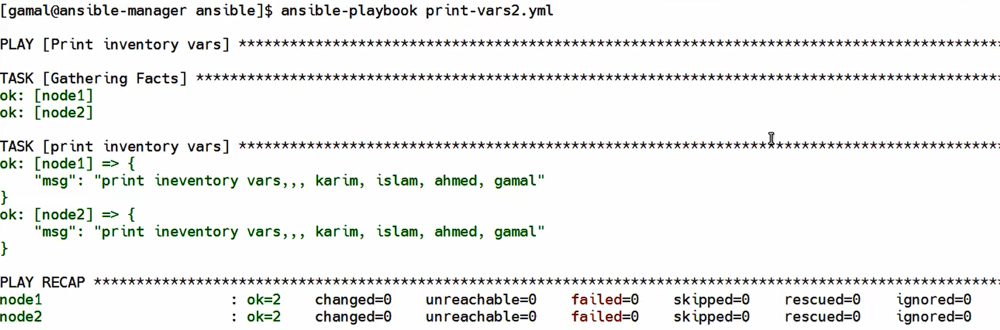 [gamal@ansible-manager ansible]$ ansible-playbook print-vars2.yml
PLAY [Print inventory vars] *****************************************************************************************
TASK [Gathering Facts] **********************************************************************************************
ok: [node1]
ok: [node2]
TASK [print inventory vars] *****************************************************************************************
ok: [node1] => {
    "msg": "print ineventory vars,,, karim, islam, ahmed, gamal"
}
ok: [node2] => {
    "msg": "print ineventory vars,,, karim, islam, ahmed, gamal"
}
PLAY RECAP **********************************************************************************************************
node1                      : ok=2    changed=0    unreachable=0    failed=0    skipped=0    rescued=0    ignored=0
node2                      : ok=2    changed=0    unreachable=0    failed=0    skipped=0    rescued=0    ignored=0